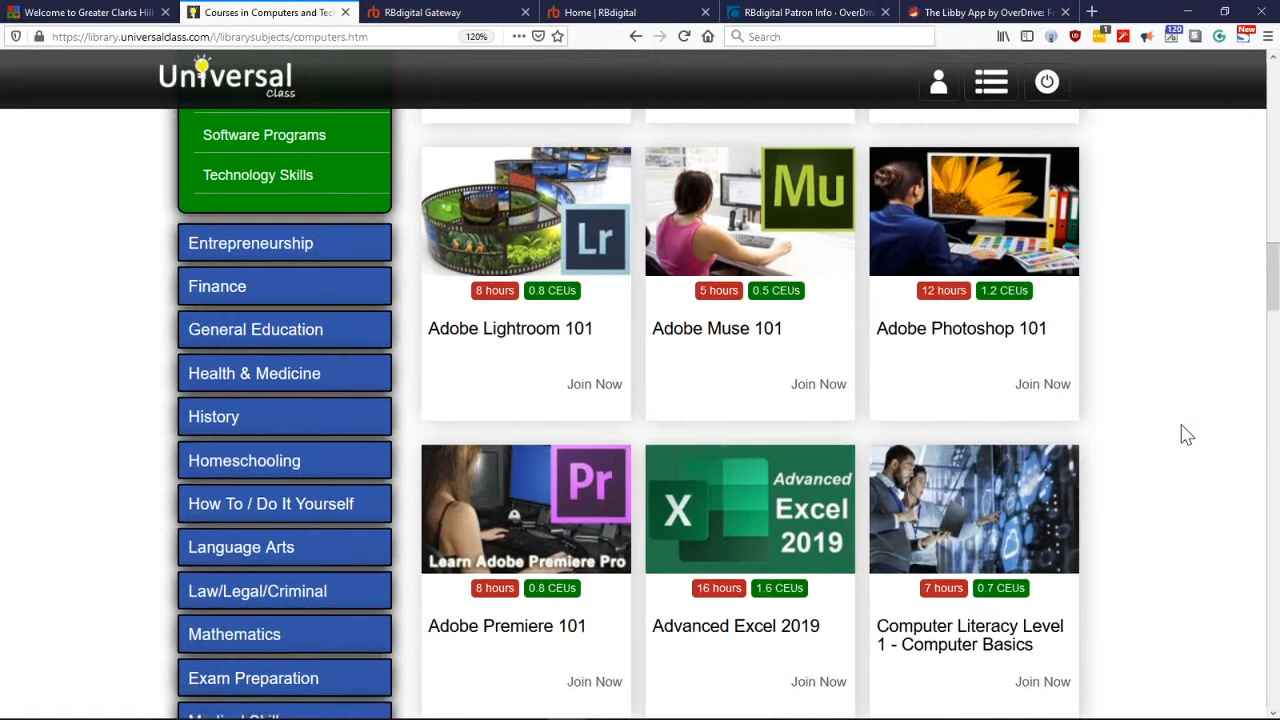 Welcome to Greater Clarks Hill
Courses in Computers and Tec
RBdigital Gateway
Home | RBdigital
RBdigital Patron Info - OverDriv
The Libby App by OverDrive: Fr
https://library.universalclass.com/i/librarysubjects/computers.htm
120%
Search
120
New
1
Universal
Class
Software Programs
Technology Skills
Entrepreneurship
Finance
General Education
Health & Medicine
History
Homeschooling
How To / Do It Yourself
Language Arts
Law/Legal/Criminal
Mathematics
Exam Preparation
Lr
8 hours 0.8 CEUs
Adobe Lightroom 101
Join Now
Mu
5 hours 0.5 CEUs
Adobe Muse 101
Join Now
12 hours 1.2 CEUs
Adobe Photoshop 101
Join Now
Pr
Learn Adobe Premiere Pro
8 hours 0.8 CEUs
Adobe Premiere 101
Join Now
X
Advanced
Excel
2019
16 hours 1.6 CEUs
Advanced Excel 2019
Join Now
7 hours 0.7 CEUs
Computer Literacy Level
1 - Computer Basics
Join Now